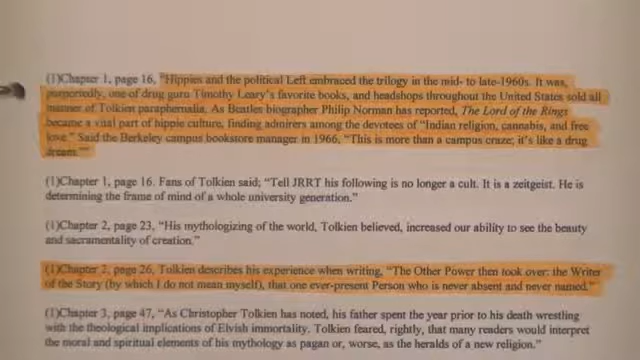 (1)Chapter 1, page 16, "Hippies and the political Left embraced the trilogy in the mid- to late-1960s. It was,
purportedly, one of drug guru Timothy Leary's favorite books, and headshops throughout the United States sold all
manner of Tolkien paraphernalia. As Beatles biographer Philip Norman has reported, The Lord of the Rings
became a vital part of hippie culture, finding admirers among the devotees of "Indian religion, cannabis, and free
love." Said the Berkeley campus bookstore manager in 1966, "This is more than a campus craze; it's like a drug
dream.""
(1)Chapter 1, page 16. Fans of Tolkien said; "Tell JRRT his following is no longer a cult. It is a zeitgeist. He is
determining the frame of mind of a whole university generation."
(1)Chapter 2, page 23, "His mythologizing of the world, Tolkien believed, increased our ability to see the beauty
and sacramentality of creation."
(1)Chapter 2, page 26, Tolkien describes his experience when writing, "The Other Power then took over: the Writer
of the Story (by which I do not mean myself), that one ever-present Person who is never absent and never named."
(1)Chapter 3, page 47, "As Christopher Tolkien has noted, his father spent the year prior to his death wrestling
with the theological implications of Elvish immortality. Tolkien feared, rightly, that many readers would interpret
the moral and spiritual elements of his mythology as pagan or, worse, as the heralds of a new religion."